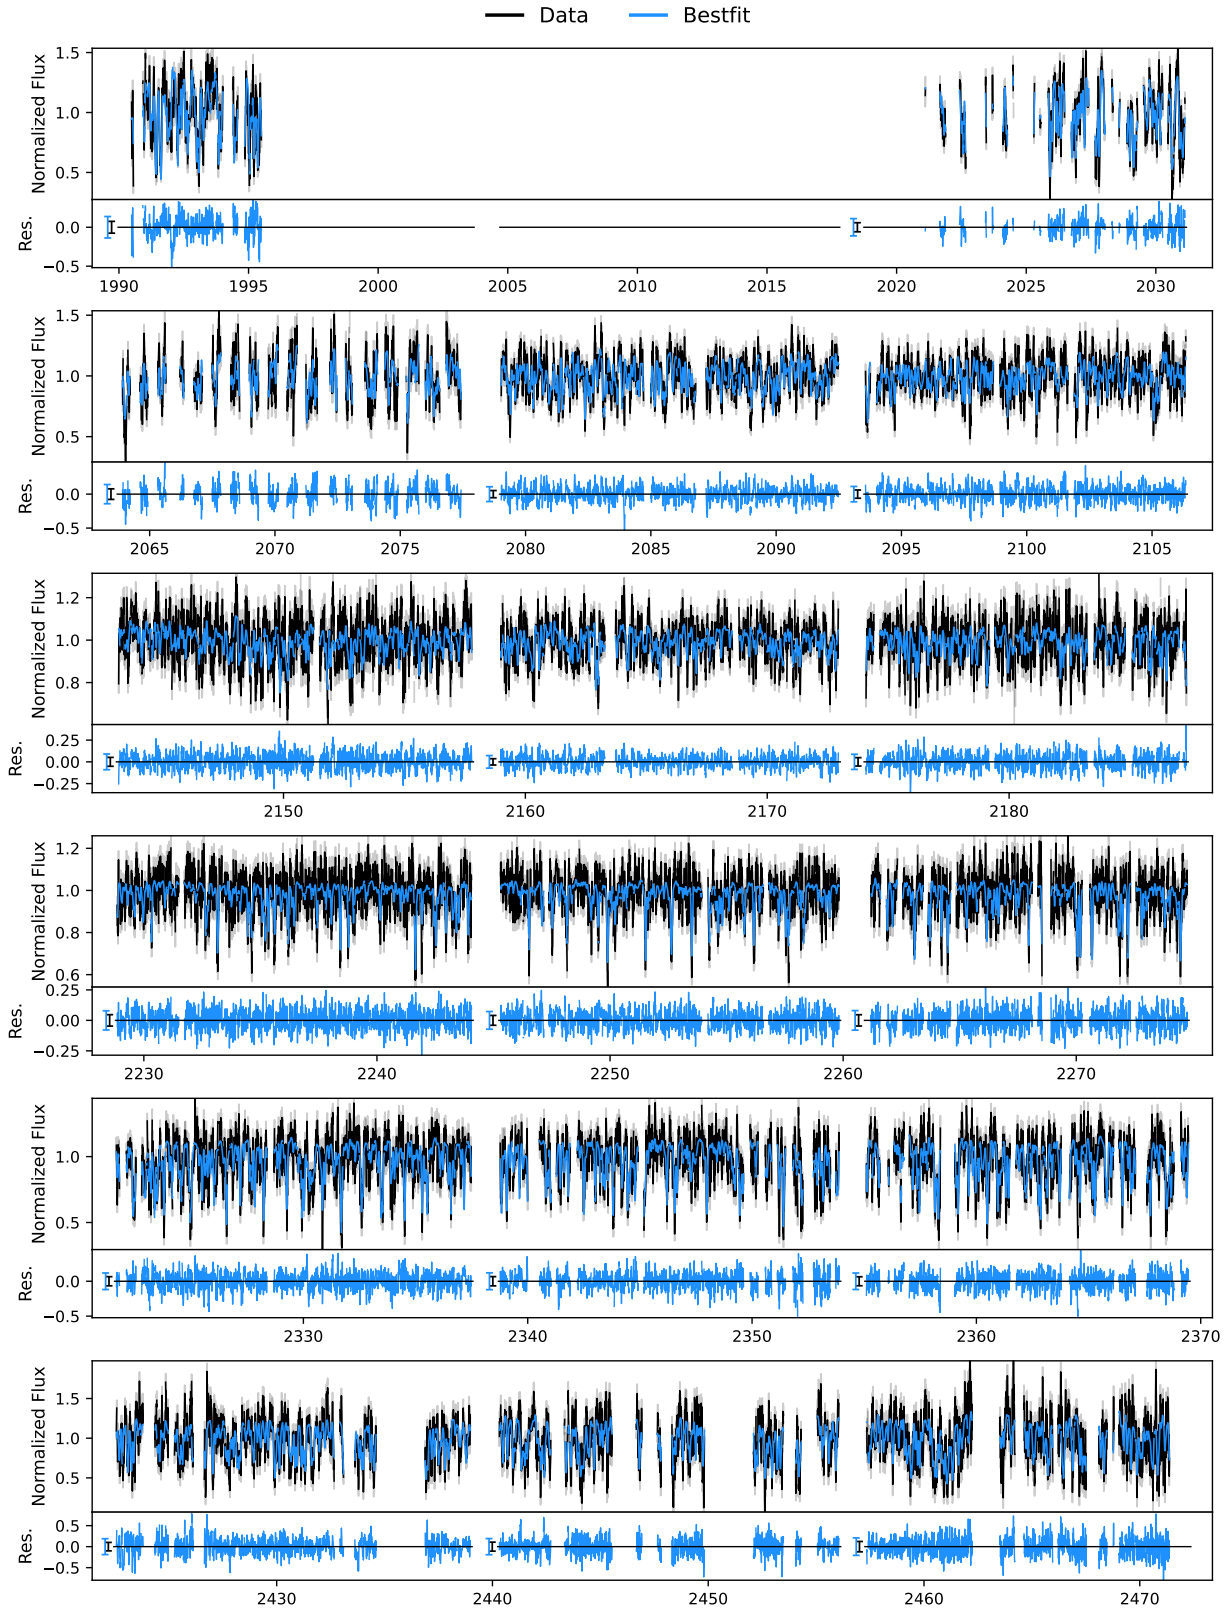 Data Bestfit
Normalized Flux
1.5
1.0
0.5
Res.
0.0
−0.5
1990 1995 2000 2005 2010 2015 2020 2025 2030
Normalized Flux
1.5
1.0
0.5
Res.
0.0
−0.5
2065 2070 2075 2080 2085 2090 2095 2100 2105
Normalized Flux
1.2
1.0
0.8
Res.
0.25
0.00
−0.25
2150 2160 2170 2180
Normalized Flux
1.2
1.0
0.8
0.6
Res.
0.25
0.00
−0.25
2230 2240 2250 2260 2270
Normalized Flux
1.0
0.5
Res.
0.0
−0.5
2330 2340 2350 2360 2370
Normalized Flux
1.5
1.0
0.5
Res.
0.5
0.0
−0.5
2430 2440 2450 2460 2470